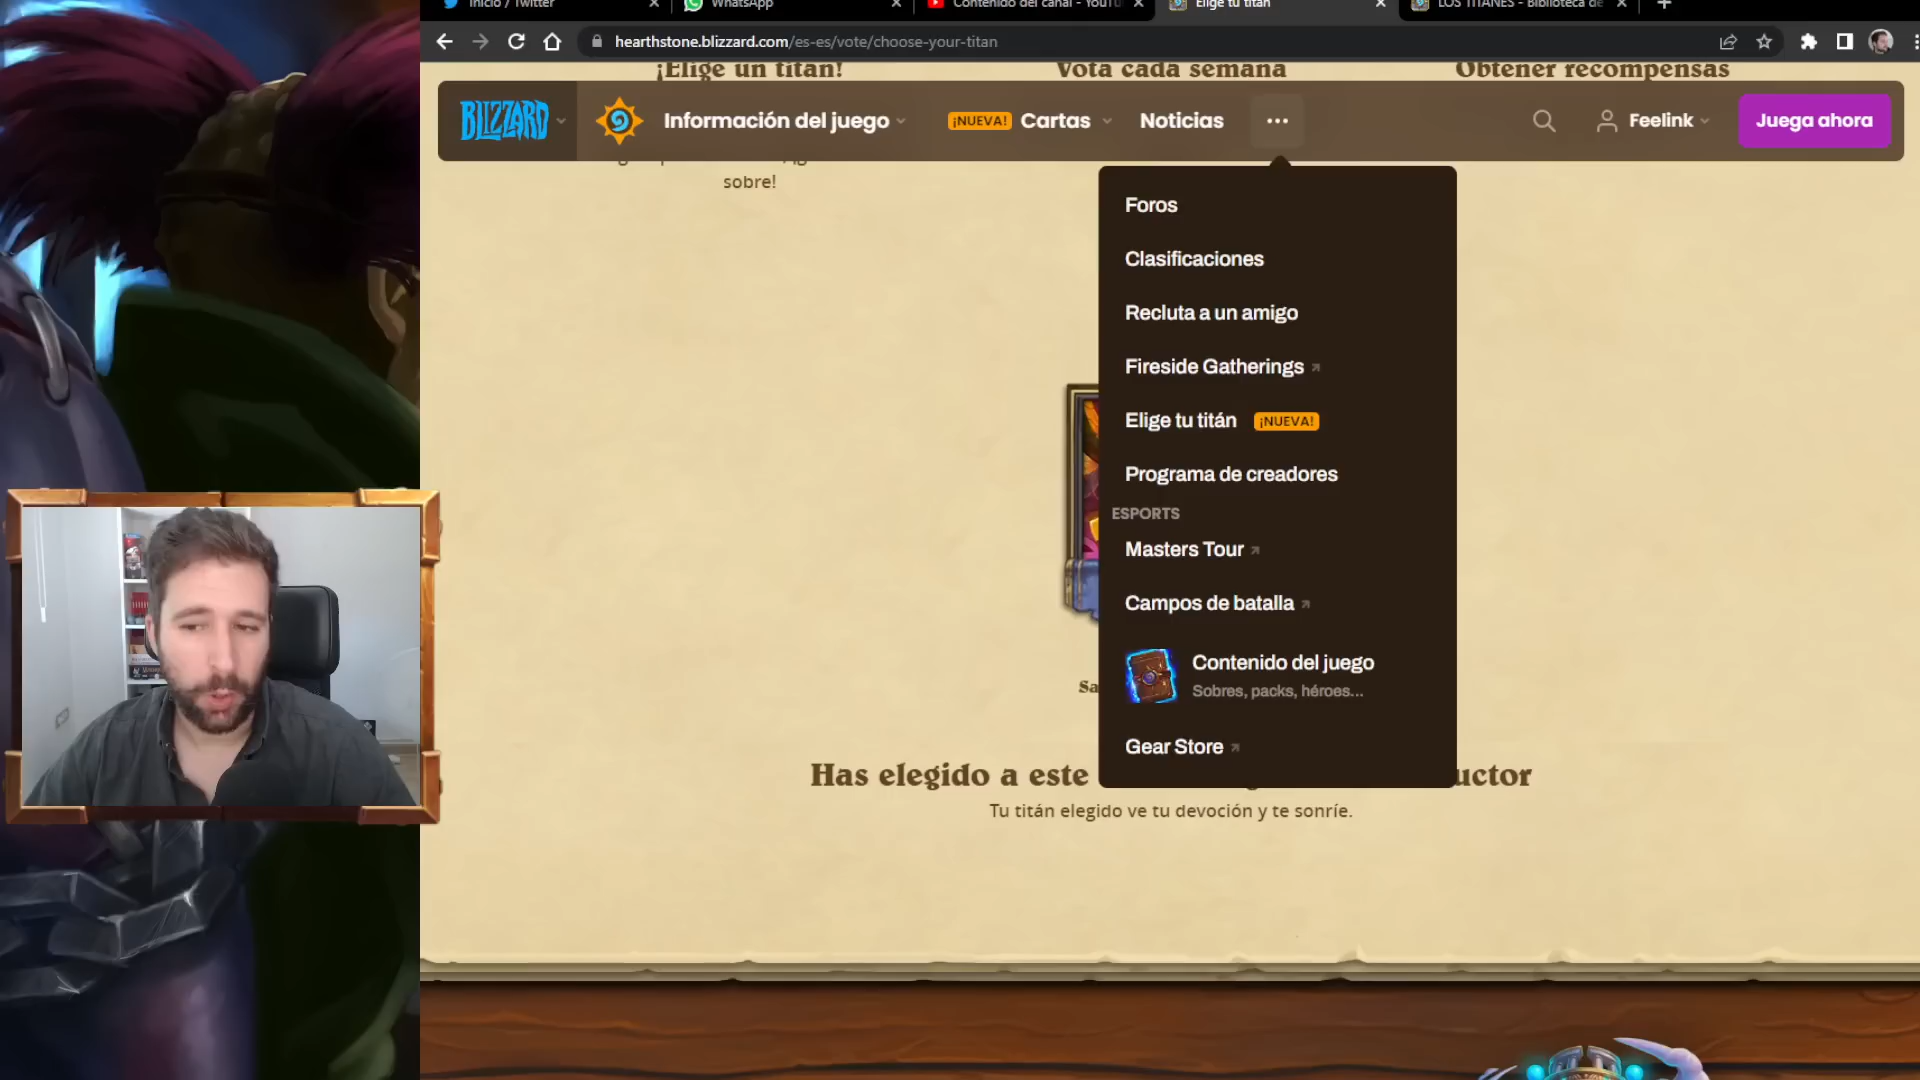 Inicio / Twitter
WhatsApp
Contenido del canal - YouTu
Elige tu titán
LOS TITANES - Biblioteca de
hearthstone.blizzard.com/es-es/vote/choose-your-titan
¡Elige un titán!
Vota cada semana
Obtener recompensas
BLIZZARD
Información del juego
¡NUEVA! Cartas
Noticias
Feelink
Juega ahora
sobre!
Foros
Clasificaciones
Recluta a un amigo
Fireside Gatherings
Elige tu titán ¡NUEVA!
Programa de creadores
ESPORTS
Masters Tour
Campos de batalla
Contenido del juego
Sobres, packs, héroes...
Gear Store
Sa
Has elegido a este
uctor
Tu titán elegido ve tu devoción y te sonríe.